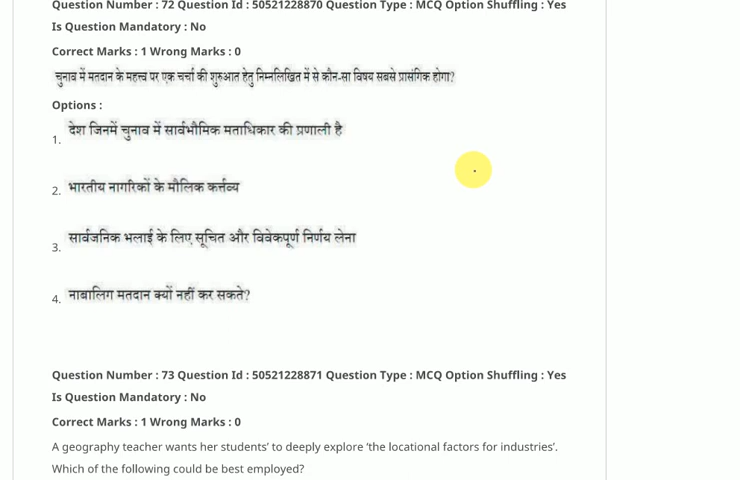 Question Number : 72 Question Id : 50521228870 Question Type : MCQ Option Shuffling : Yes
Is Question Mandatory : No
Correct Marks : 1 Wrong Marks : 0
चुनाव में मतदान के महत्त्व पर एक चर्चा की शुरुआत हेतु निम्नलिखित में से कौन-सा विषय सबसे प्रासंगिक होगा?
Options :
1. देश जिनमें चुनाव में सार्वभौमिक मताधिकार की प्रणाली है
2. भारतीय नागरिकों के मौलिक कर्त्तव्य
3. सार्वजनिक भलाई के लिए सूचित और विवेकपूर्ण निर्णय लेना
4. नाबालिग मतदान क्यों नहीं कर सकते?
Question Number : 73 Question Id : 50521228871 Question Type : MCQ Option Shuffling : Yes
Is Question Mandatory : No
Correct Marks : 1 Wrong Marks : 0
A geography teacher wants her students’ to deeply explore ‘the locational factors for industries’.
Which of the following could be best employed?